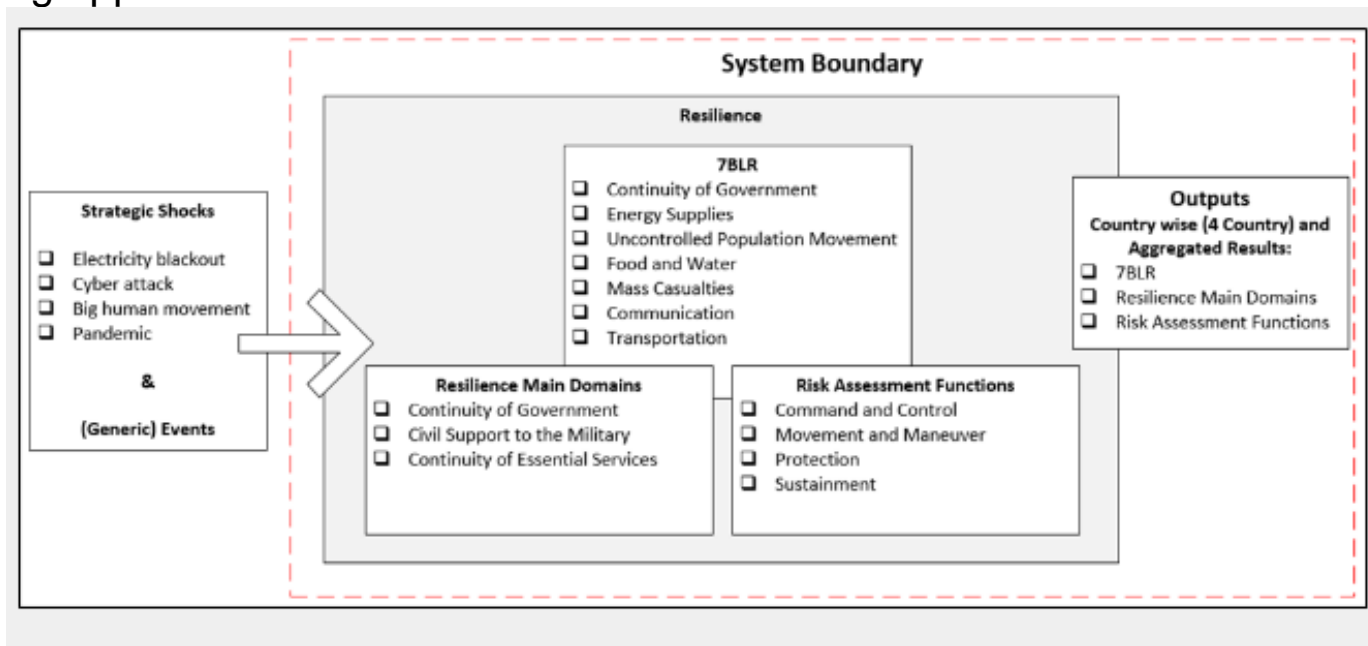 System Boundary
Resilience
7BLR
Continuity of Government
Energy Supplies
Uncontrolled Population Movement
Food and Water
Mass Casualties
Communication
Transportation
Strategic Shocks
Electricity blackout
Cyber attack
Big human movement
Pandemic
&
(Generic) Events
Resilience Main Domains
Continuity of Government
Civil Support to the Military
Continuity of Essential Services
Risk Assessment Functions
Command and Control
Movement and Maneuver
Protection
Sustainment
Outputs
Country wise (4 Country) and
Aggregated Results:
7BLR
Resilience Main Domains
Risk Assessment Functions